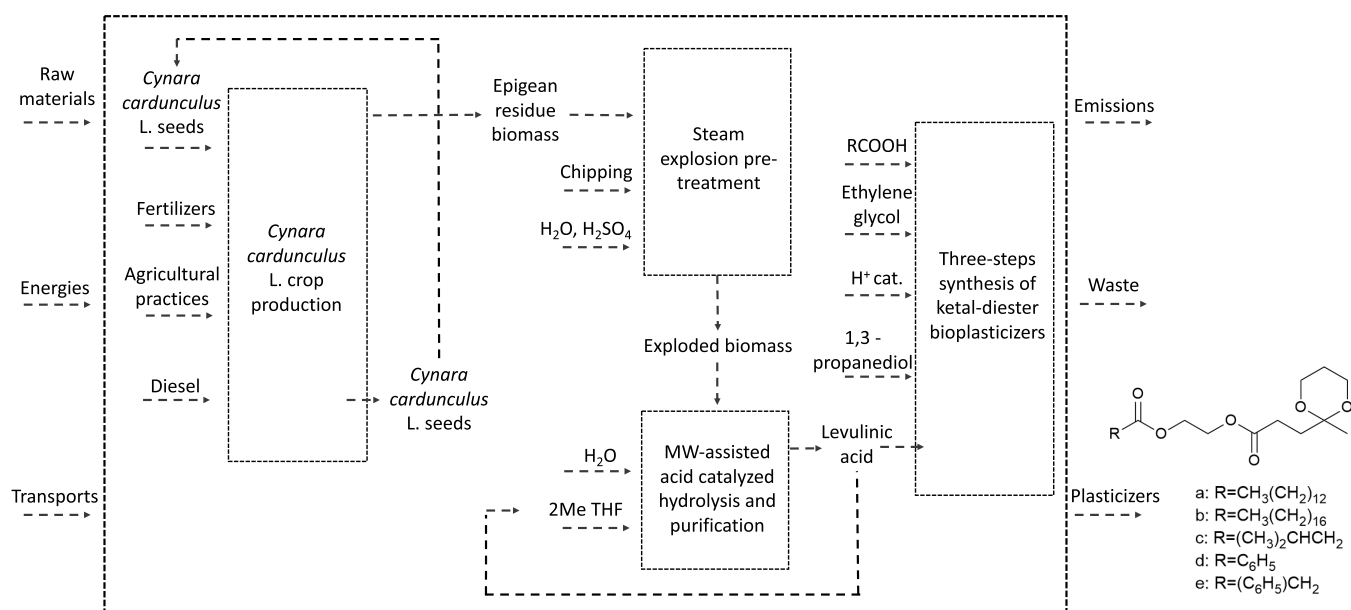 Raw
materials
Energies
Transports
Cynara
cardunculus
L. seeds
Fertilizers
Agricultural
practices
Diesel
Cynara
cardunculus
L. crop
production
Cynara
cardunculus
L. seeds
Epigean
residue
biomass
Chipping
H₂O, H₂SO₄
Steam
explosion pre-
treatment
Exploded biomass
H₂O
2Me THF
MW-assisted
acid catalyzed
hydrolysis and
purification
Levulinic
acid
RCOOH
Ethylene
glycol
H⁺ cat.
1,3 -
propanediol
Three-steps
synthesis of
ketal-diester
bioplasticizers
Emissions
Waste
Plasticizers
O
R
O
O
O
O
O
a: R=CH₃(CH₂)₁₂
b: R=CH₃(CH₂)₁₆
c: R=(CH₃)₂CHCH₂
d: R=C₆H₅
e: R=(C₆H₅)CH₂